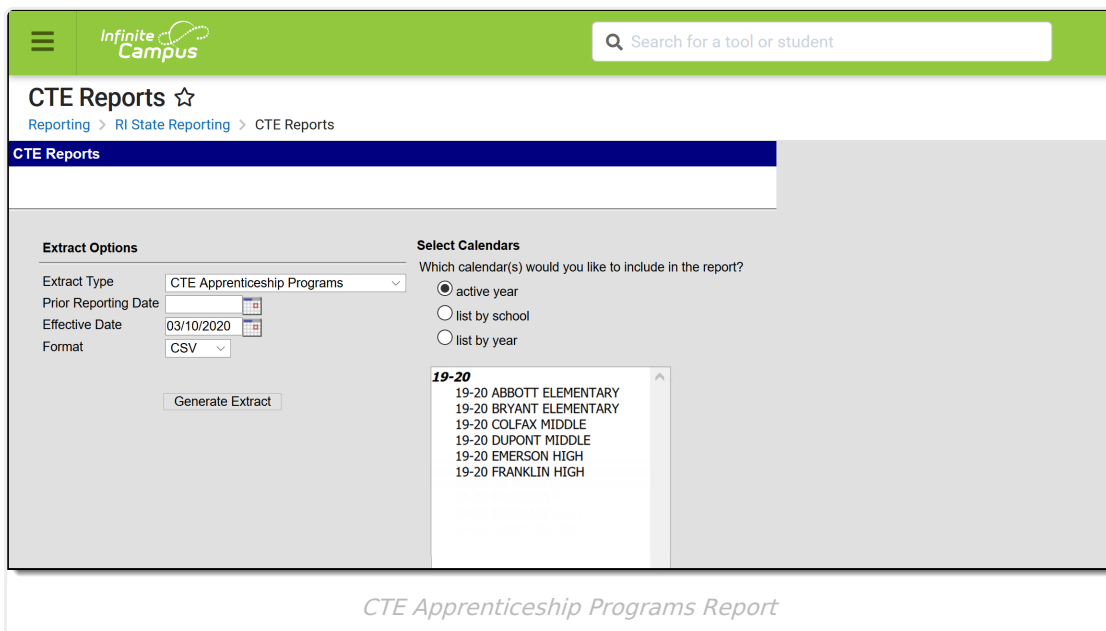 Infinite
Campus
Search for a tool or student
CTE Reports
Reporting > RI State Reporting > CTE Reports
CTE Reports
Extract Options
Extract Type CTE Apprenticeship Programs
Prior Reporting Date
Effective Date 03/10/2020
Format CSV
Generate Extract
Select Calendars
Which calendar(s) would you like to include in the report?
active year
list by school
list by year
19-20
19-20 ABBOTT ELEMENTARY
19-20 BRYANT ELEMENTARY
19-20 COLFAX MIDDLE
19-20 DUPONT MIDDLE
19-20 EMERSON HIGH
19-20 FRANKLIN HIGH
CTE Apprenticeship Programs Report